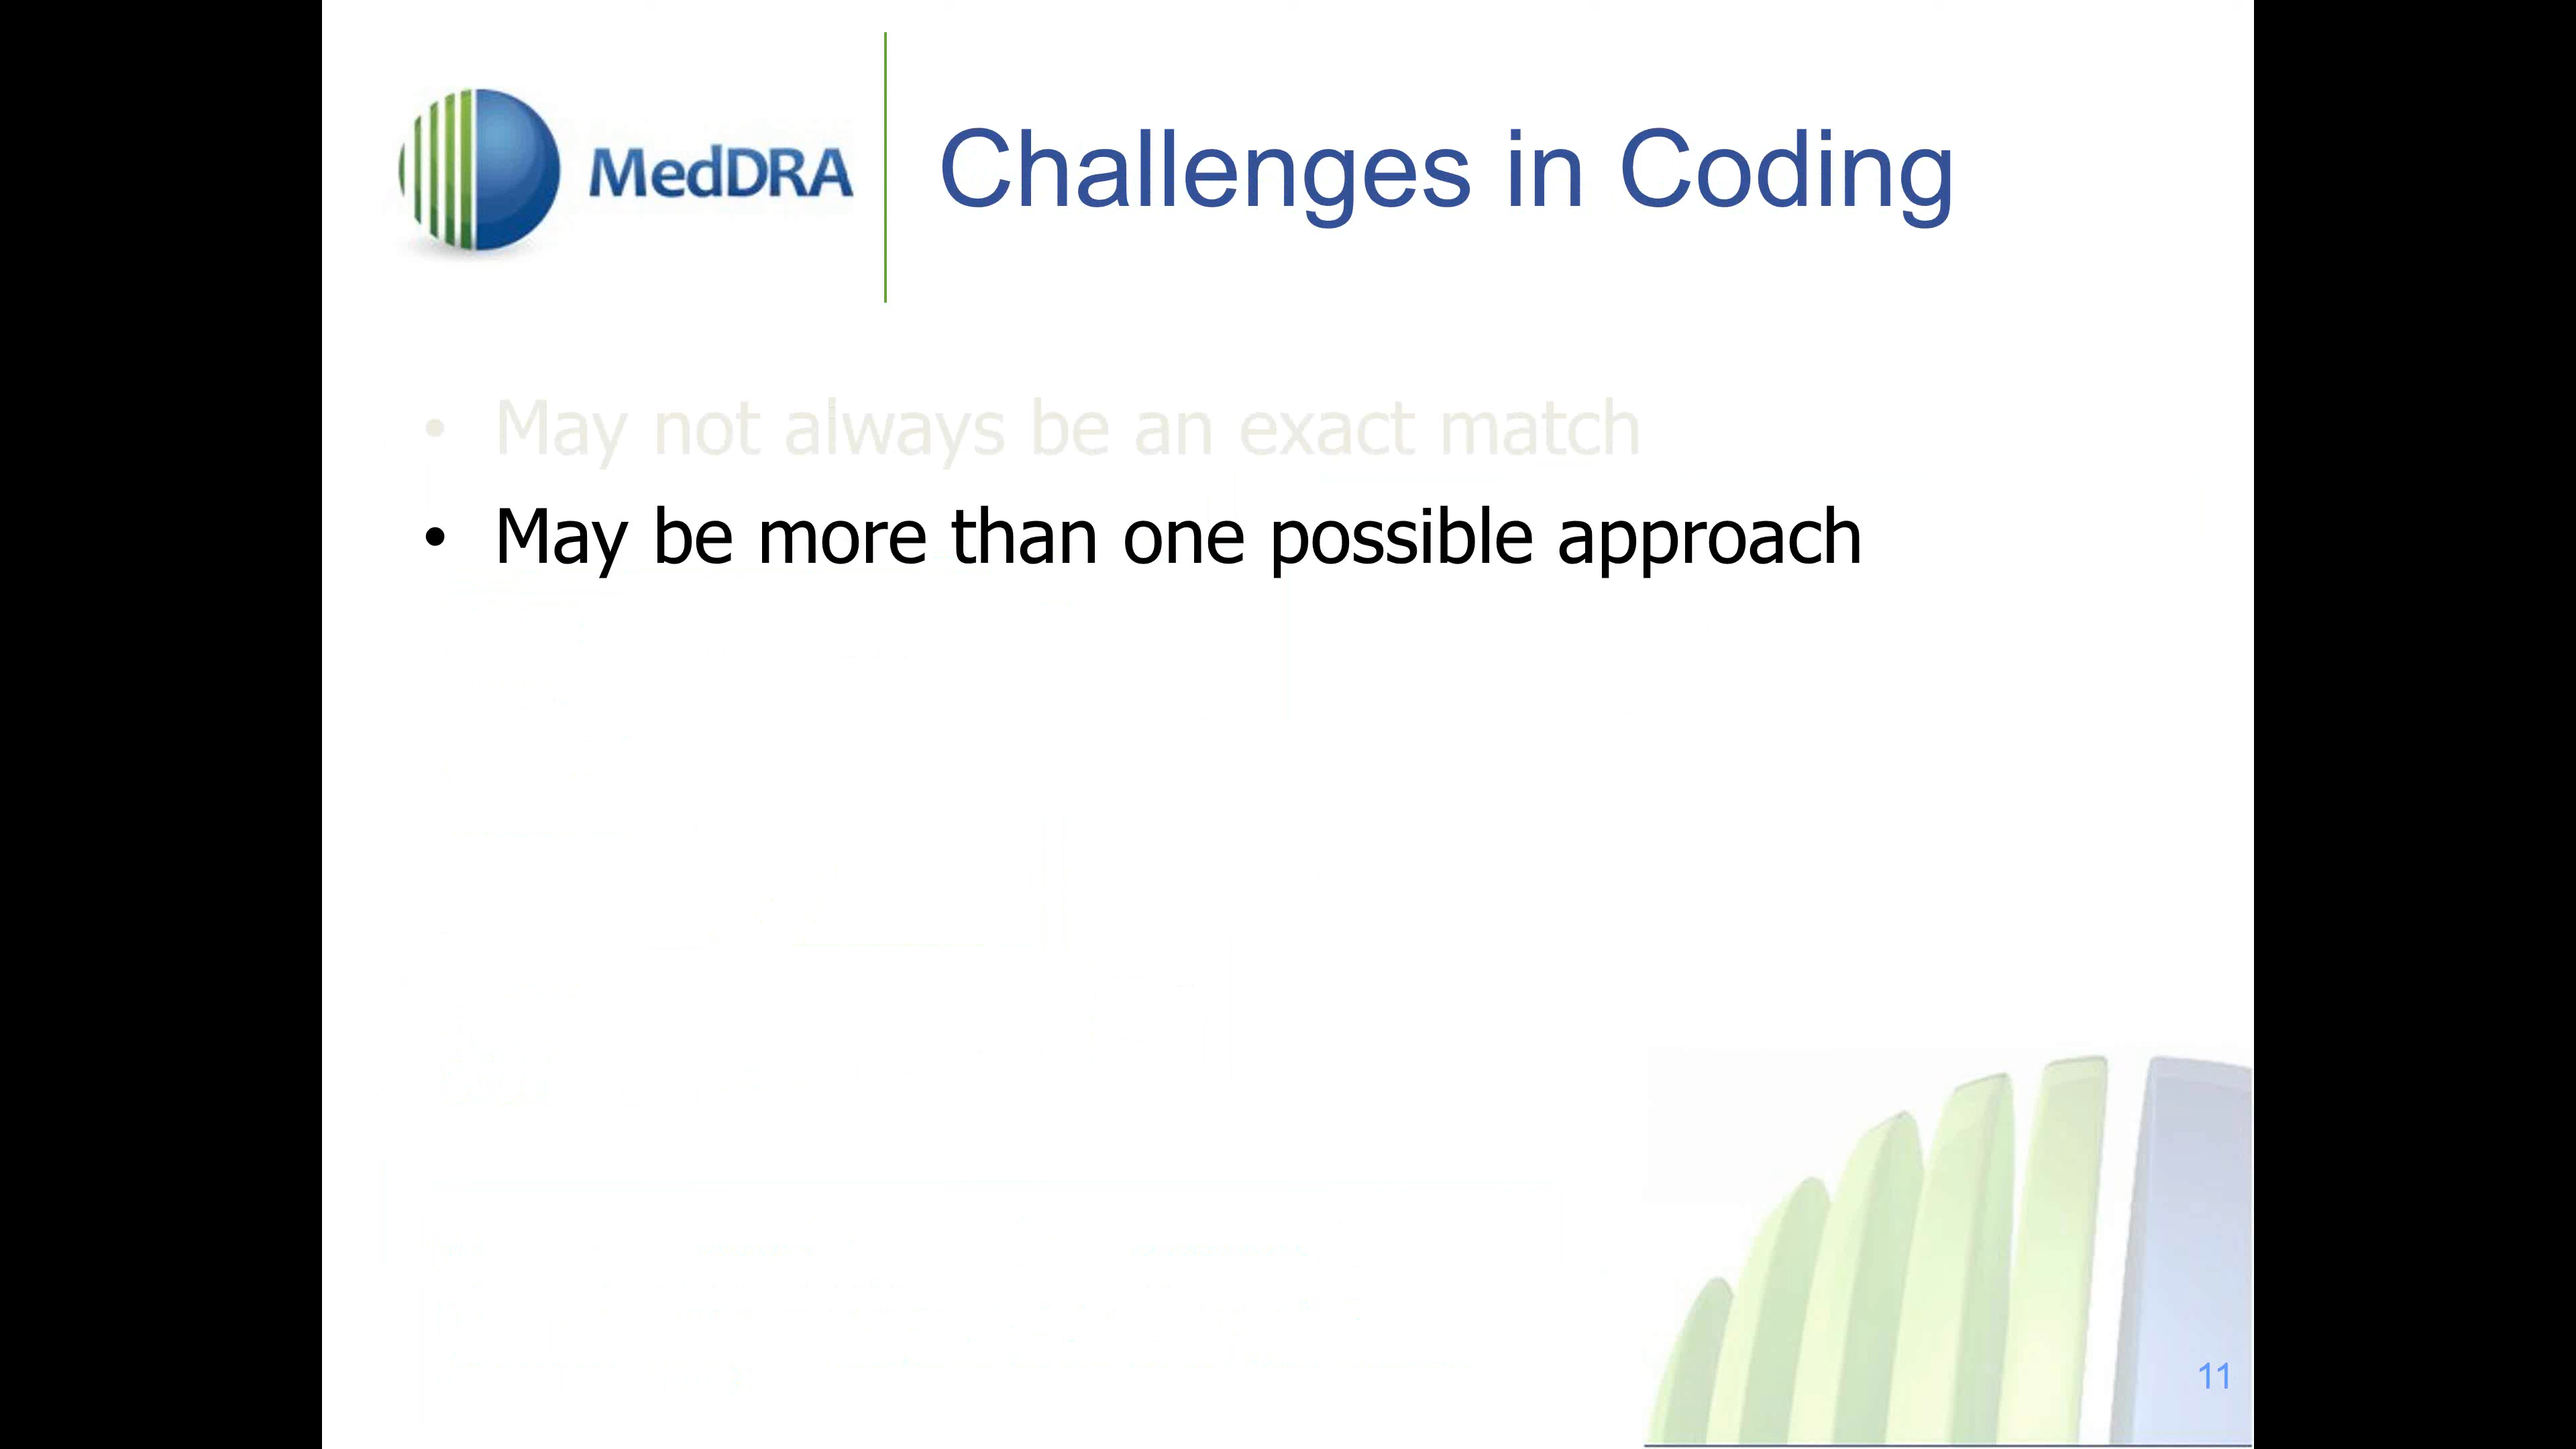 MedDRA
Challenges in Coding
• May not always be an exact match
• May be more than one possible approach
11